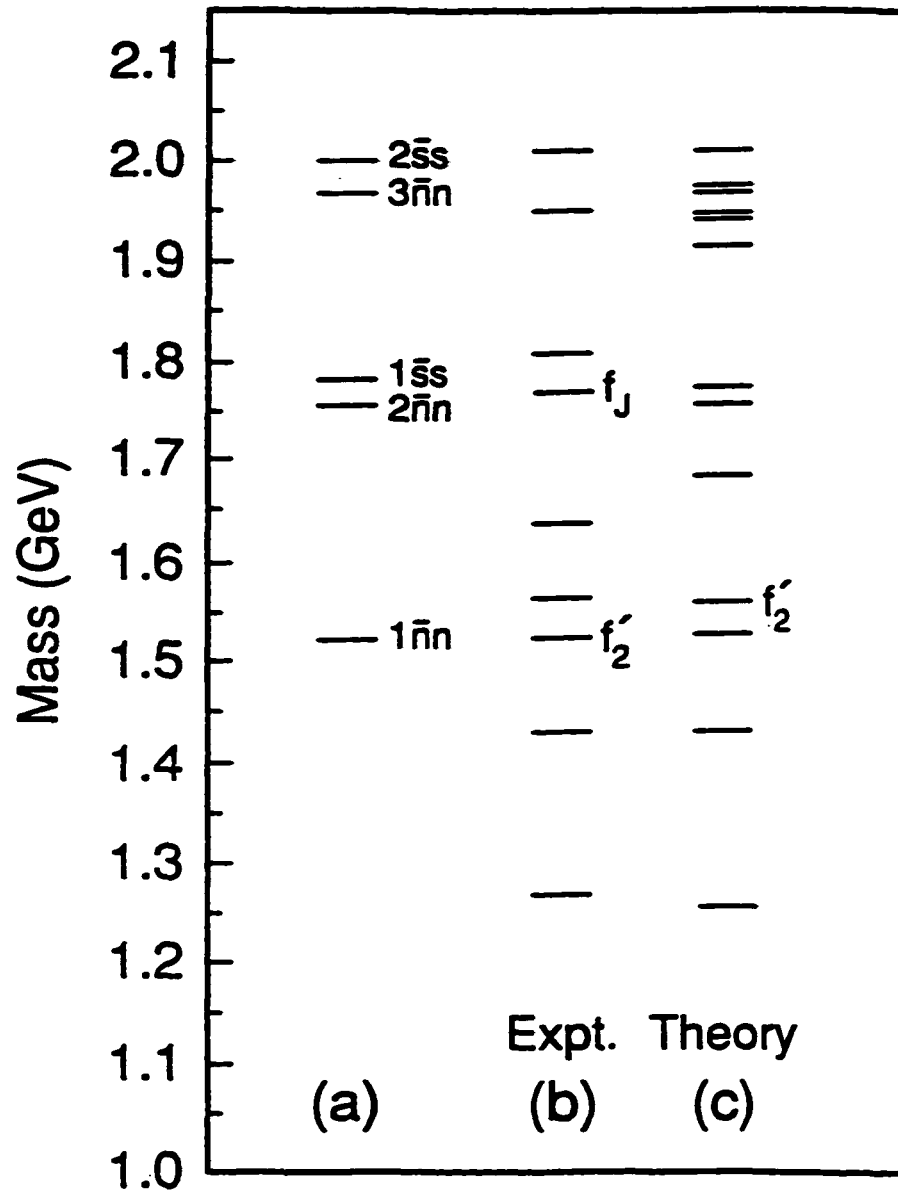 2.1
2.0
1.9
1.8
1.7
1.6
1.5
1.4
1.3
1.2
1.1
1.0
Mass (GeV)
2s̄s
3n̄n
1s̄s
2n̄n
1n̄n
f_J
f₂′
f₂′
Expt. Theory
(a) (b) (c)